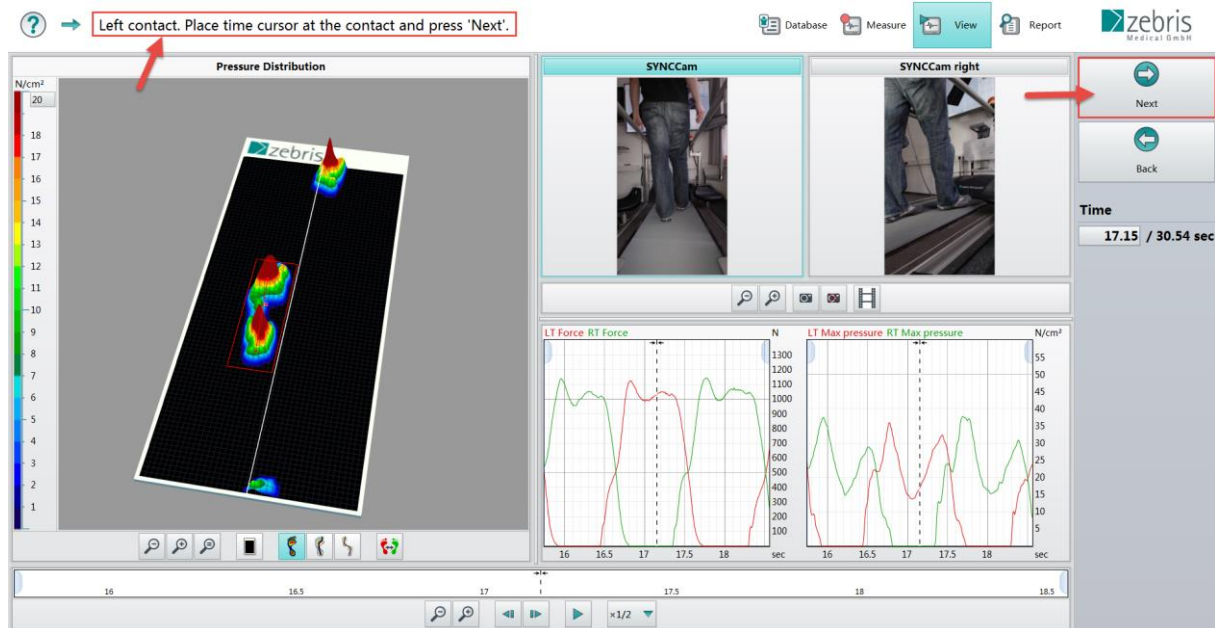 Left contact. Place time cursor at the contact and press 'Next'.
Database Measure View Report
zebris
Medical GmbH
Pressure Distribution
N/cm²
20
18
17
16
15
14
13
12
11
10
9
8
7
6
5
4
3
2
1
zebris
SYNCCam
SYNCCam right
Next
Back
Time
17.15 / 30.54 sec
LT Force RT Force N
1300
1200
1100
1000
900
800
700
600
500
400
300
200
100
16 16.5 17 17.5 18 sec
LT Max pressure RT Max pressure N/cm²
55
50
45
40
35
30
25
20
15
10
5
16 16.5 17 17.5 18 sec
16 16.5 17 17.5 18 18.5
×1/2